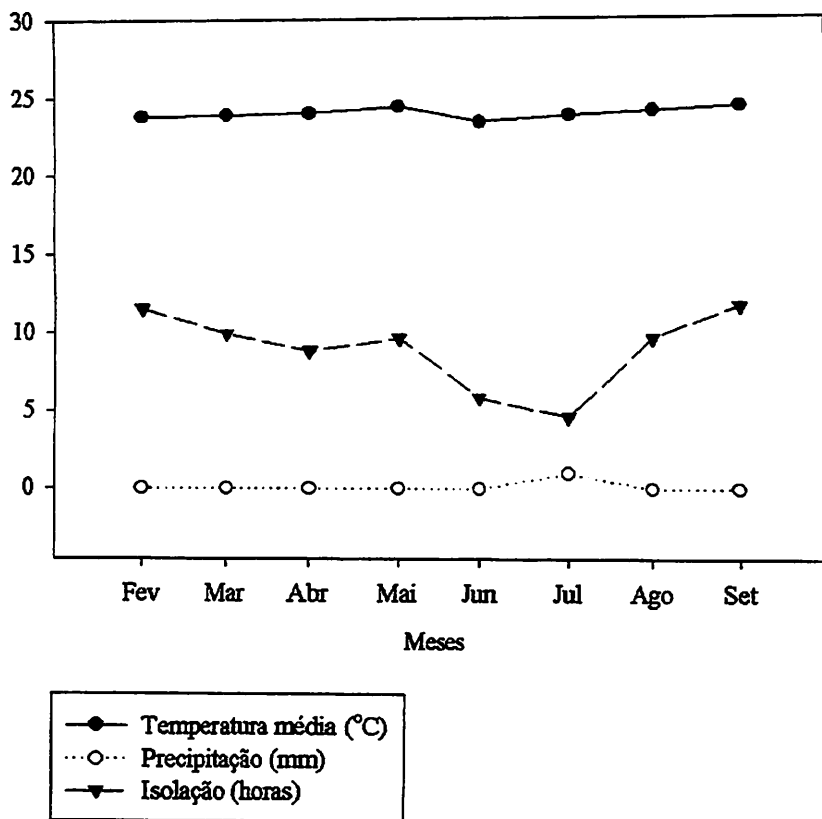 30
25
20
15
10
5
0
Fev Mar Abr Mai Jun Jul Ago Set
Meses
Temperatura média (°C)
Precipitação (mm)
Isolação (horas)